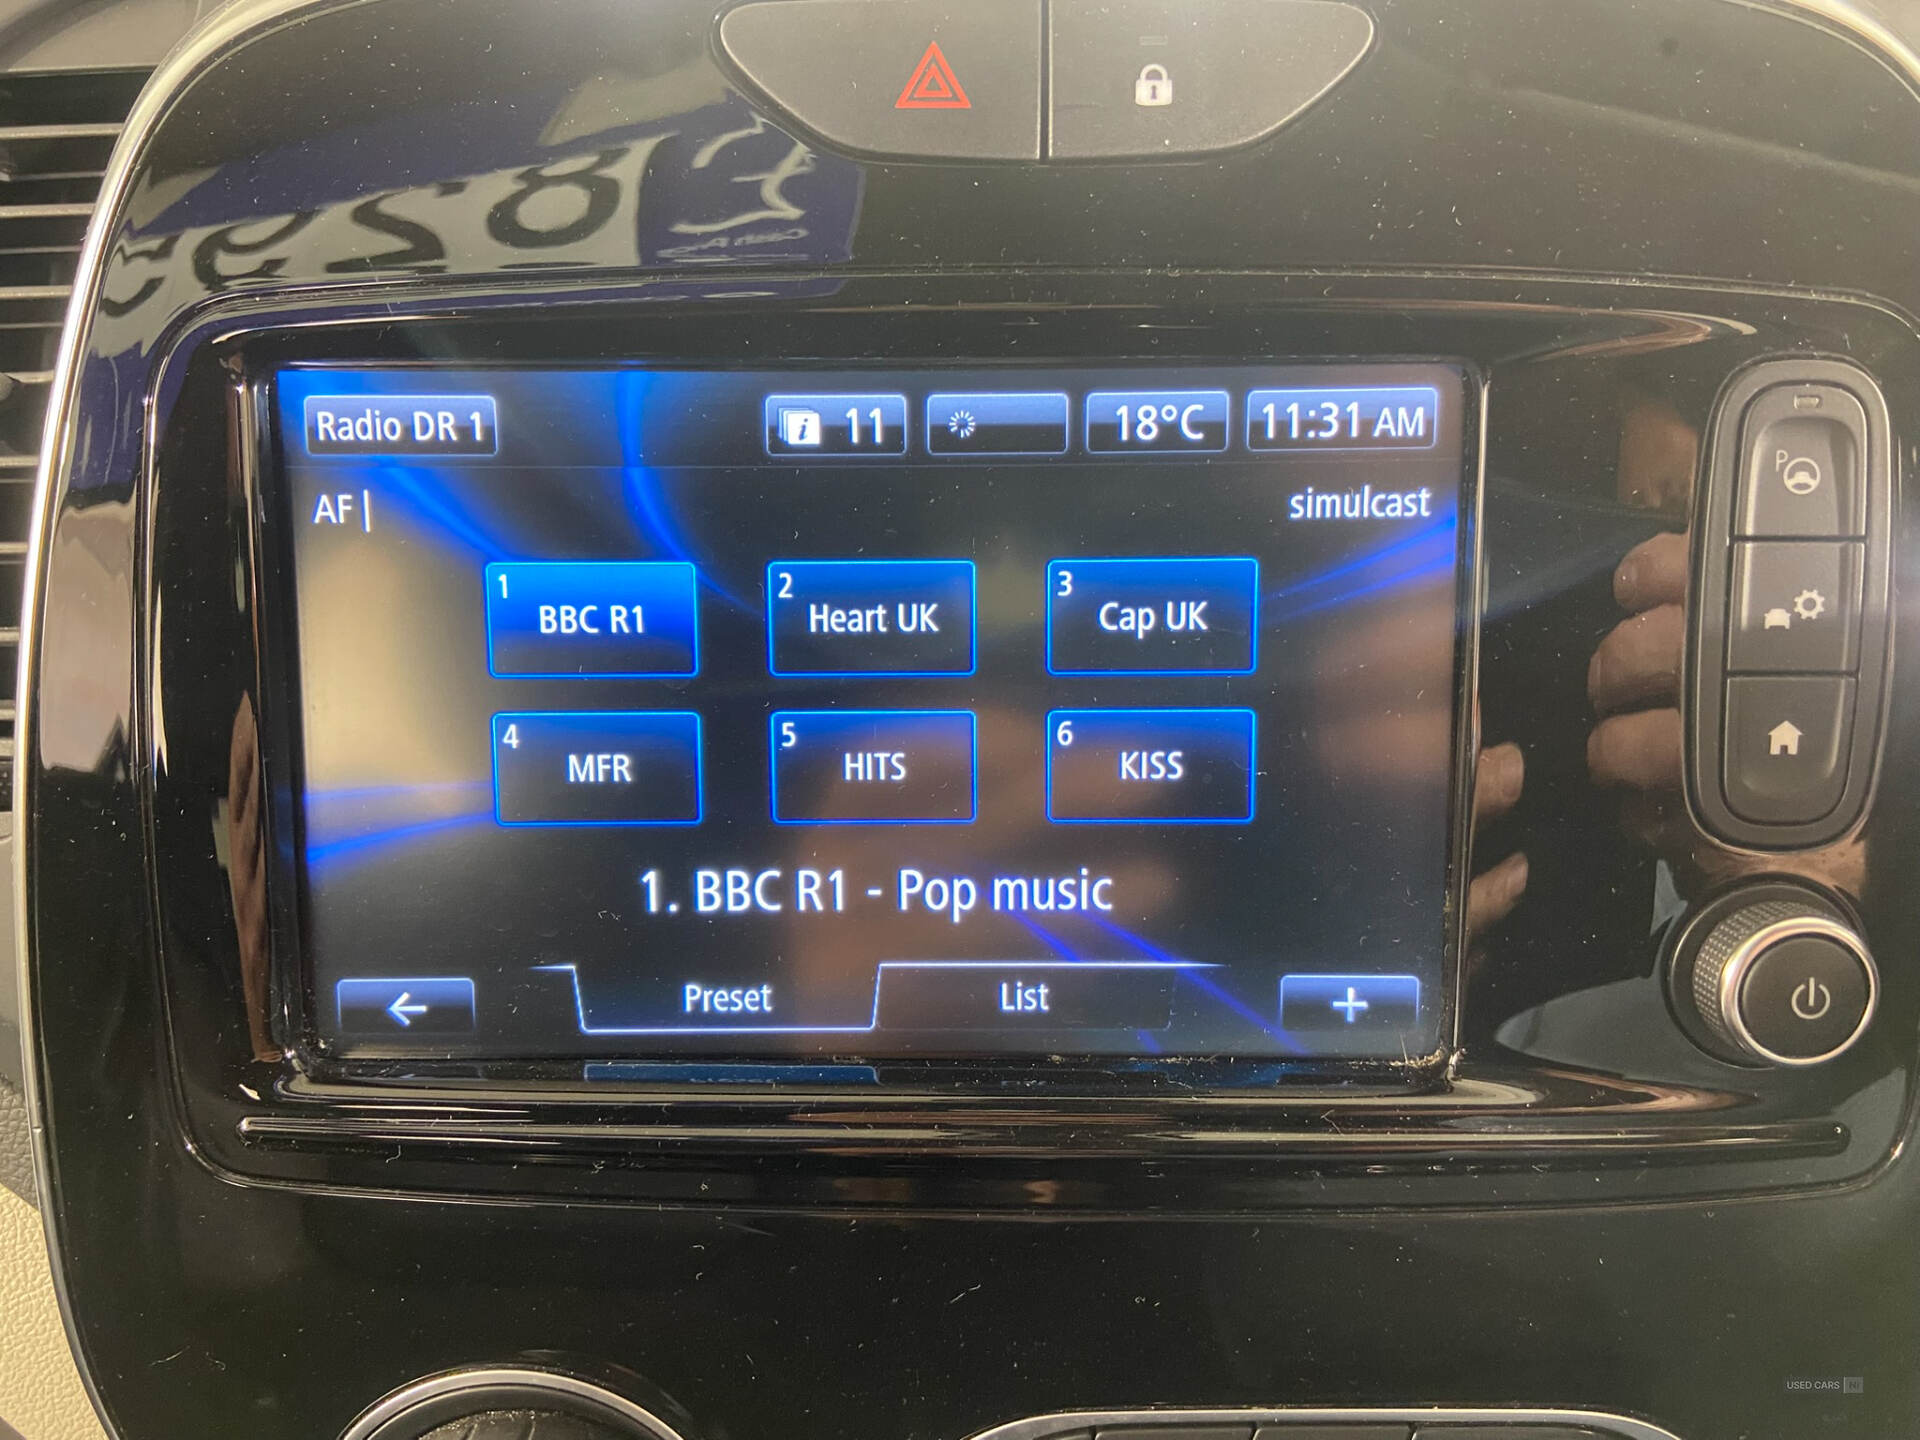 Radio DR 1
i 11
18°C
11:31 AM
AF |
simulcast
1 BBC R1
2 Heart UK
3 Cap UK
4 MFR
5 HITS
6 KISS
1. BBC R1 - Pop music
←
Preset
List
+
P
USED CARS NI